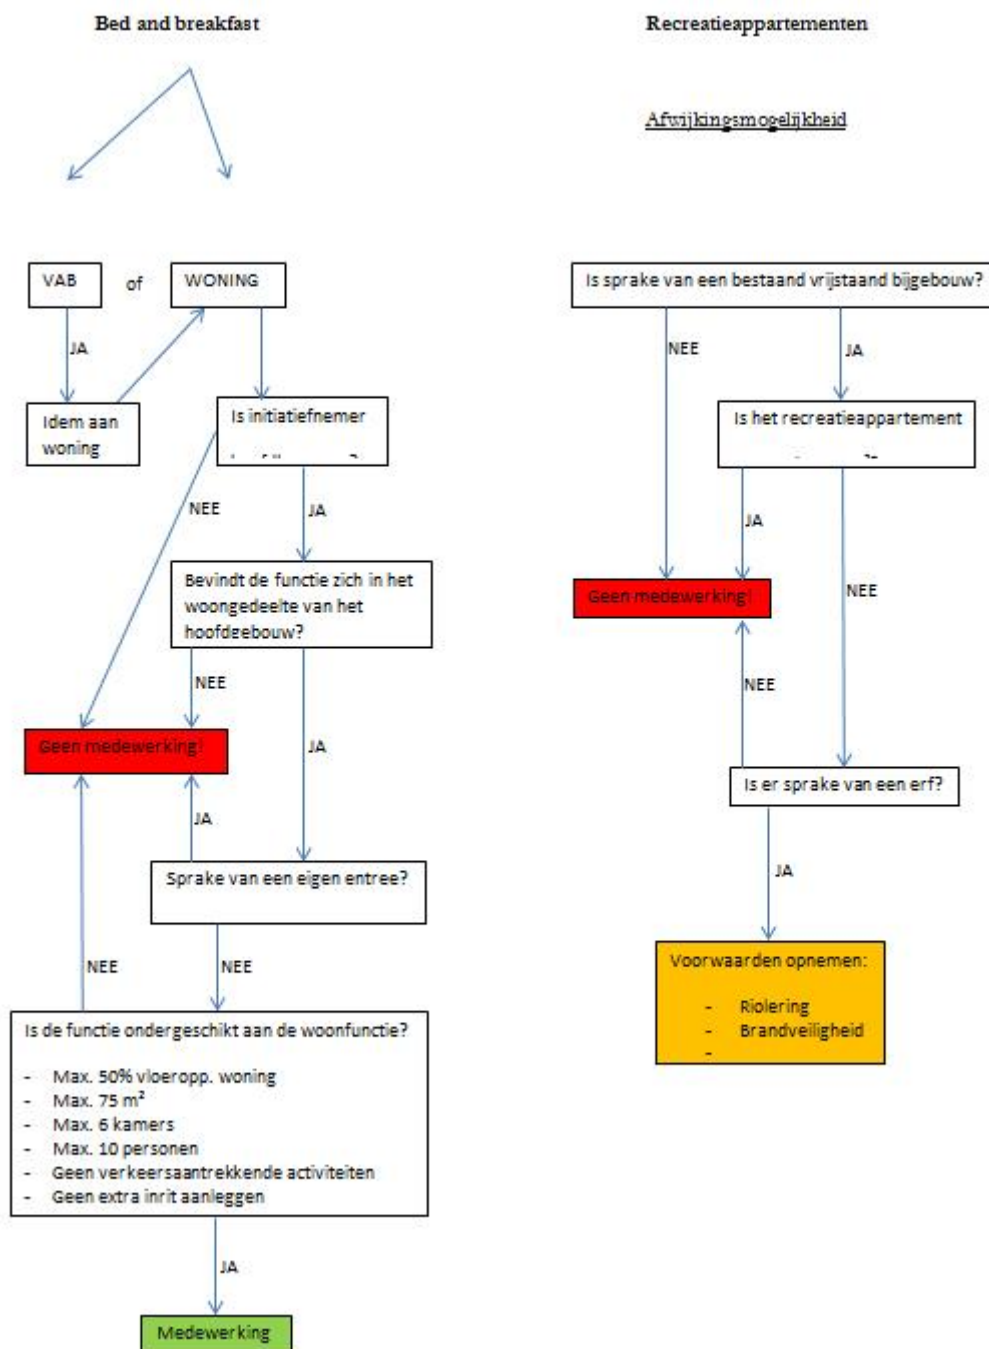 Bed and breakfast
VAB
of
WONING
JA
Idem aan
woning
Is initiatiefnemer
NEE
JA
Bevindt de functie zich in het
woongedeelte van het
hoofdgebouw?
NEE
Geen medewerking!
JA
JA
Sprake van een eigen entree?
NEE
NEE
Is de functie ondergeschikt aan de woonfunctie?
- Max. 50% vloeropp. woning
- Max. 75 m²
- Max. 6 kamers
- Max. 10 personen
- Geen verkeersaantrekkende activiteiten
- Geen extra inrit aanleggen
JA
Medewerking
Recreatieappartementen
Afwijkingsmogelijkheid
Is sprake van een bestaand vrijstaand bijgebouw?
NEE
JA
Is het recreatieappartement
JA
Geen medewerking!
NEE
NEE
Is er sprake van een erf?
JA
Voorwaarden opnemen:
- Riolering
- Brandveiligheid
-